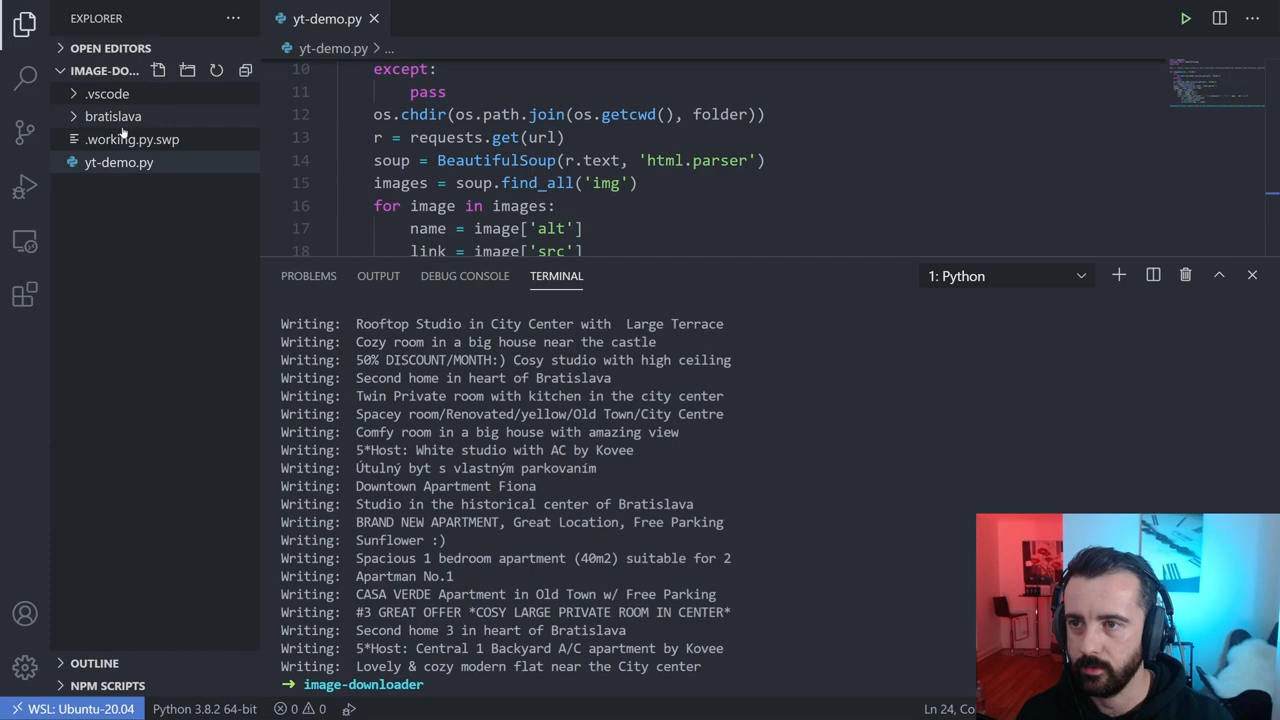 EXPLORER
OPEN EDITORS
IMAGE-DO...
.vscode
bratislava
.working.py.swp
yt-demo.py
OUTLINE
NPM SCRIPTS
yt-demo.py
yt-demo.py > ...
10 except:
11 pass
12 os.chdir(os.path.join(os.getcwd(), folder))
13 r = requests.get(url)
14 soup = BeautifulSoup(r.text, 'html.parser')
15 images = soup.find_all('img')
16 for image in images:
17 name = image['alt']
18 link = image['src']
PROBLEMS OUTPUT DEBUG CONSOLE TERMINAL 1: Python
Writing: Rooftop Studio in City Center with  Large Terrace
Writing: Cozy room in a big house near the castle
Writing: 50% DISCOUNT/MONTH:) Cosy studio with high ceiling
Writing: Second home in heart of Bratislava
Writing: Twin Private room with kitchen in the city center
Writing: Spacey room/Renovated/yellow/Old Town/City Centre
Writing: Comfy room in a big house with amazing view
Writing: 5*Host: White studio with AC by Kovee
Writing: Útulný byt s vlastným parkovaním
Writing: Downtown Apartment Fiona
Writing: Studio in the historical center of Bratislava
Writing: BRAND NEW APARTMENT, Great Location, Free Parking
Writing: Sunflower :)
Writing: Spacious 1 bedroom apartment (40m2) suitable for 2
Writing: Apartman No.1
Writing: CASA VERDE Apartment in Old Town w/ Free Parking
Writing: #3 GREAT OFFER *COSY LARGE PRIVATE ROOM IN CENTER*
Writing: Second home 3 in heart of Bratislava
Writing: 5*Host: Central 1 Backyard A/C apartment by Kovee
Writing: Lovely & cozy modern flat near the City center
→ image-downloader
WSL: Ubuntu-20.04 Python 3.8.2 64-bit 0 0 Ln 24, Co